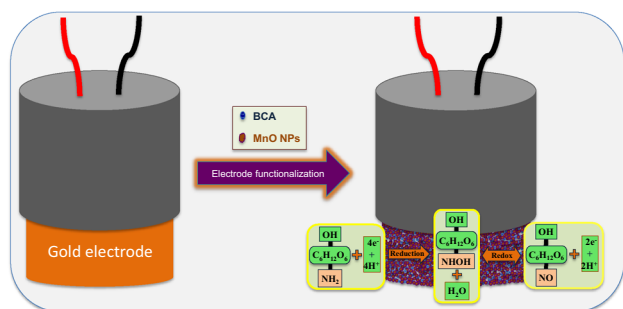 BCA
MnO NPs
Electrode functionalization
Gold electrode
OH
C₆H₁₂O₆
NH₂
+
4e⁻
+
4H⁺
Reduction
OH
C₆H₁₂O₆
NHOH
+
H₂O
Redox
OH
C₆H₁₂O₆
NO
+
2e⁻
+
2H⁺